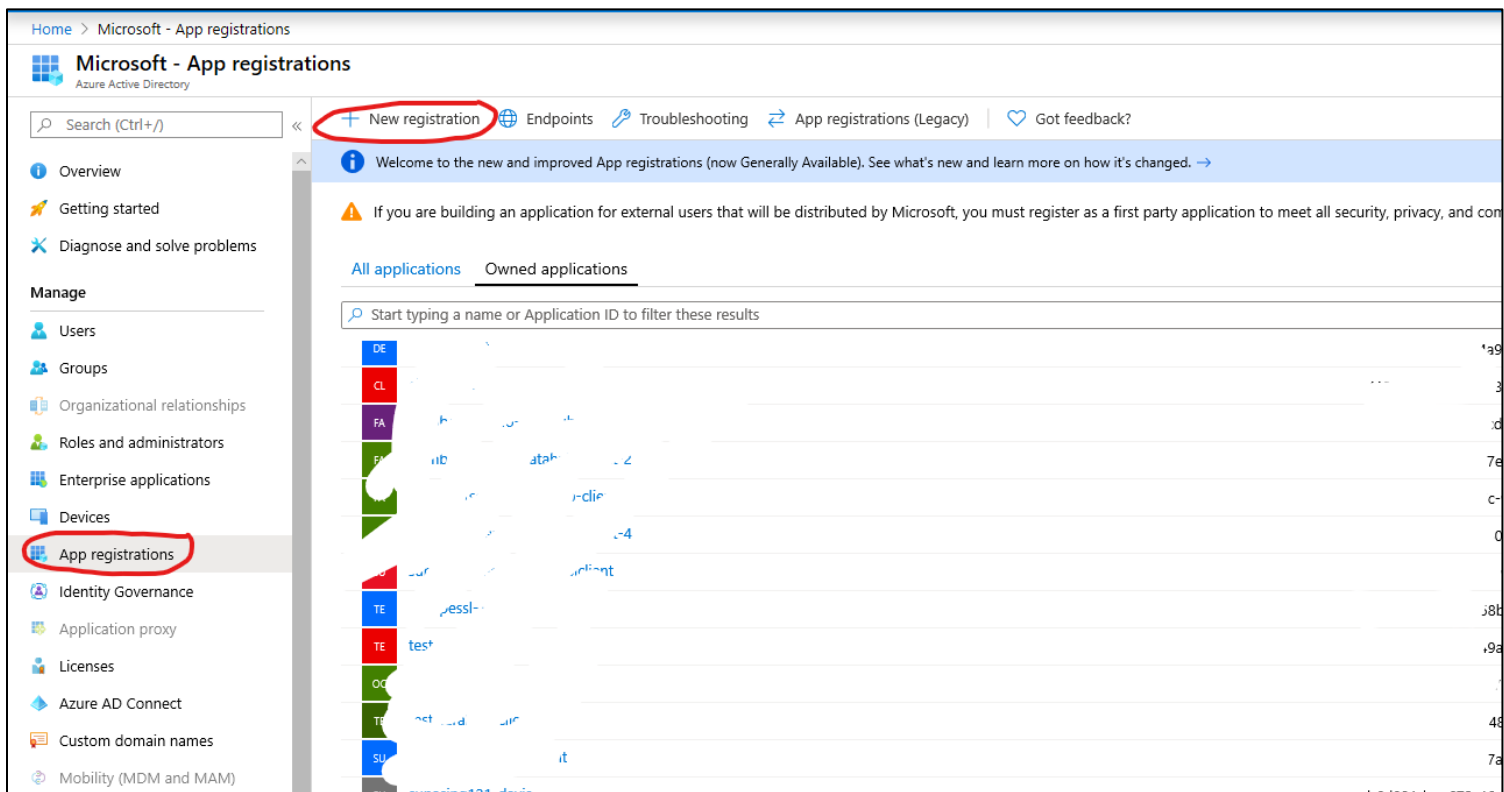 Home > Microsoft - App registrations
Microsoft - App registrations
Azure Active Directory
Search (Ctrl+/)
«
Overview
Getting started
Diagnose and solve problems
Manage
Users
Groups
Organizational relationships
Roles and administrators
Enterprise applications
Devices
App registrations
Identity Governance
Application proxy
Licenses
Azure AD Connect
Custom domain names
Mobility (MDM and MAM)
+ New registration Endpoints Troubleshooting App registrations (Legacy) Got feedback?
Welcome to the new and improved App registrations (now Generally Available). See what's new and learn more on how it's changed. →
If you are building an application for external users that will be distributed by Microsoft, you must register as a first party application to meet all security, privacy, and
All applications Owned applications
Start typing a name or Application ID to filter these results
DE
CL
FA
7e
-4
TE
TE test
SU